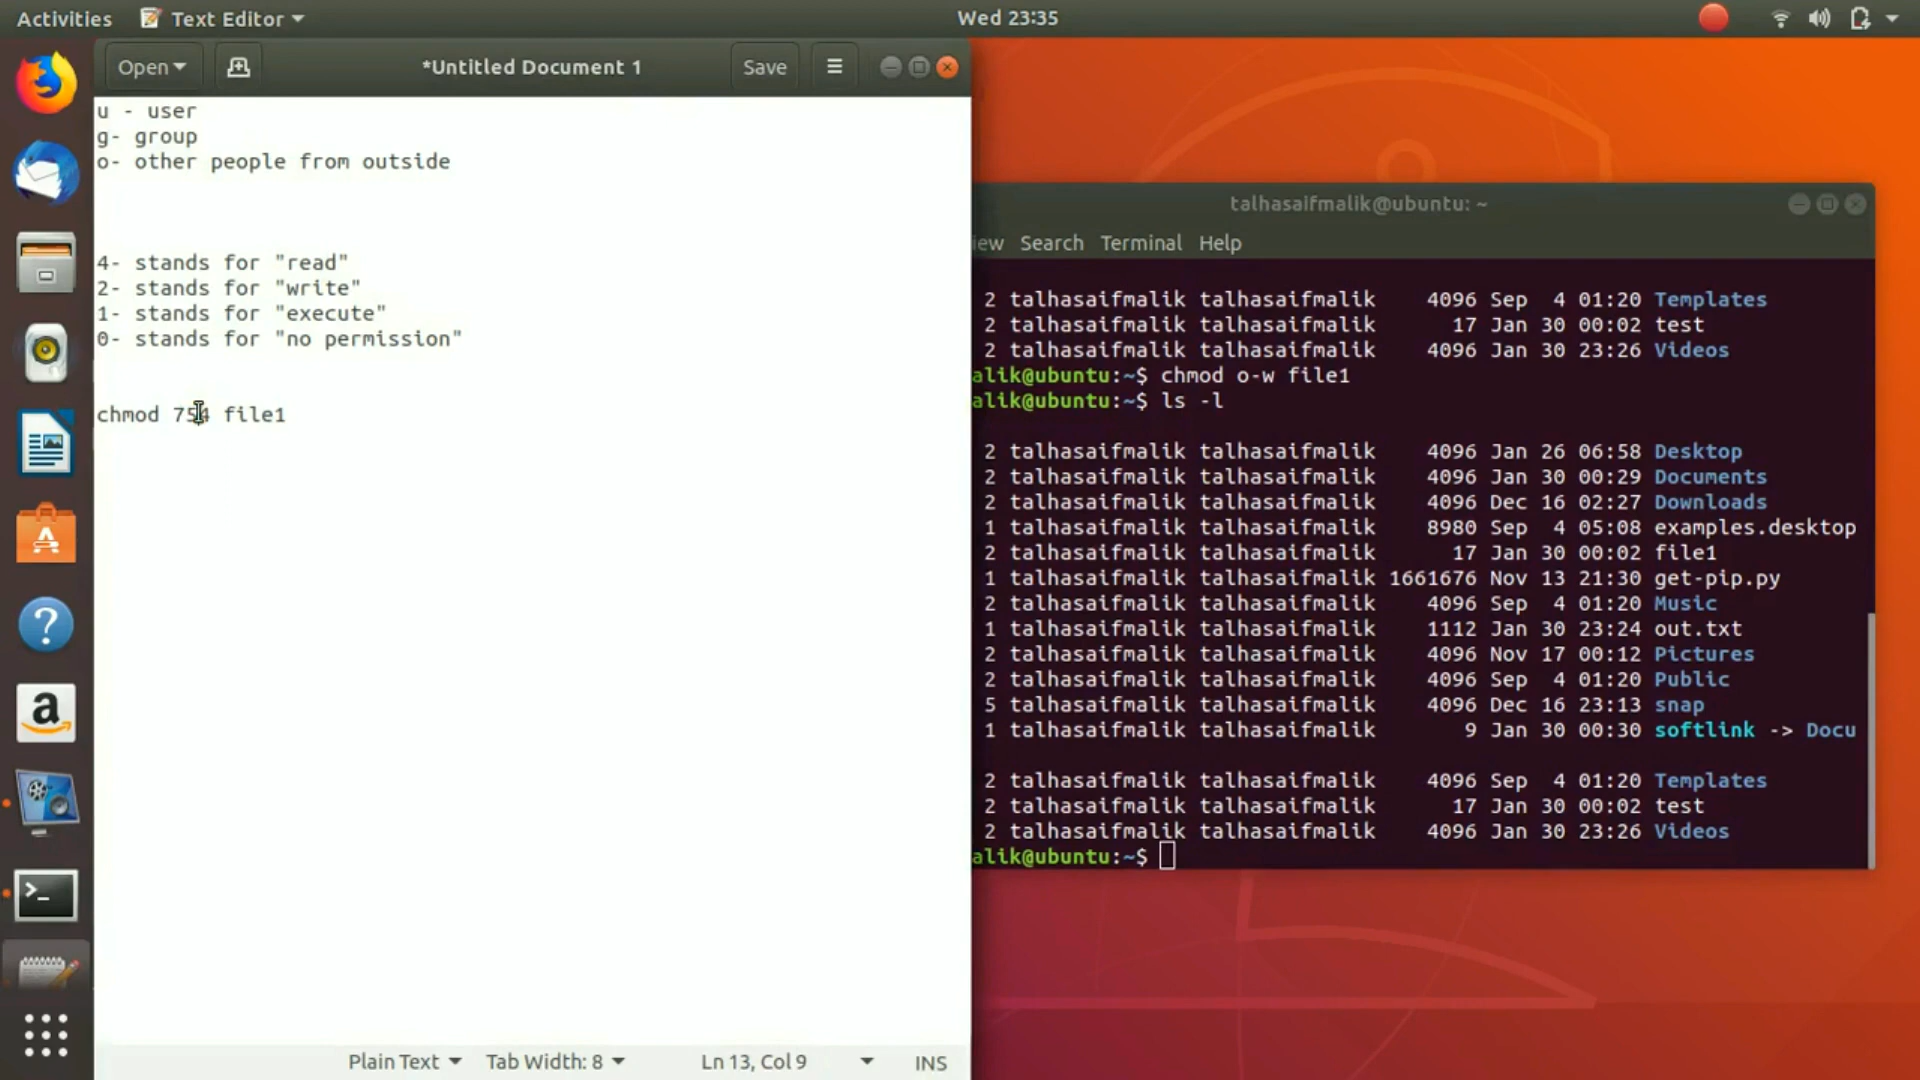 Activities Text Editor Wed 23:35
Open *Untitled Document 1 Save
u - user
g- group
o- other people from outside
4- stands for "read"
2- stands for "write"
1- stands for "execute"
0- stands for "no permission"
chmod 754 file1
Plain Text Tab Width: 8 Ln 13, Col 9 INS
talhasaifmalik@ubuntu: ~
iew Search Terminal Help
2 talhasaifmalik talhasaifmalik 4096 Sep 4 01:20 Templates
2 talhasaifmalik talhasaifmalik 17 Jan 30 00:02 test
2 talhasaifmalik talhasaifmalik 4096 Jan 30 23:26 Videos
alik@ubuntu:~$ chmod o-w file1
alik@ubuntu:~$ ls -l
2 talhasaifmalik talhasaifmalik 4096 Jan 26 06:58 Desktop
2 talhasaifmalik talhasaifmalik 4096 Jan 30 00:29 Documents
2 talhasaifmalik talhasaifmalik 4096 Dec 16 02:27 Downloads
1 talhasaifmalik talhasaifmalik 8980 Sep 4 05:08 examples.desktop
2 talhasaifmalik talhasaifmalik 17 Jan 30 00:02 file1
1 talhasaifmalik talhasaifmalik 1661676 Nov 13 21:30 get-pip.py
2 talhasaifmalik talhasaifmalik 4096 Sep 4 01:20 Music
1 talhasaifmalik talhasaifmalik 1112 Jan 30 23:24 out.txt
2 talhasaifmalik talhasaifmalik 4096 Nov 17 00:12 Pictures
2 talhasaifmalik talhasaifmalik 4096 Sep 4 01:20 Public
5 talhasaifmalik talhasaifmalik 4096 Dec 16 23:13 snap
1 talhasaifmalik talhasaifmalik 9 Jan 30 00:30 softlink -> Docu
2 talhasaifmalik talhasaifmalik 4096 Sep 4 01:20 Templates
2 talhasaifmalik talhasaifmalik 17 Jan 30 00:02 test
2 talhasaifmalik talhasaifmalik 4096 Jan 30 23:26 Videos
alik@ubuntu:~$